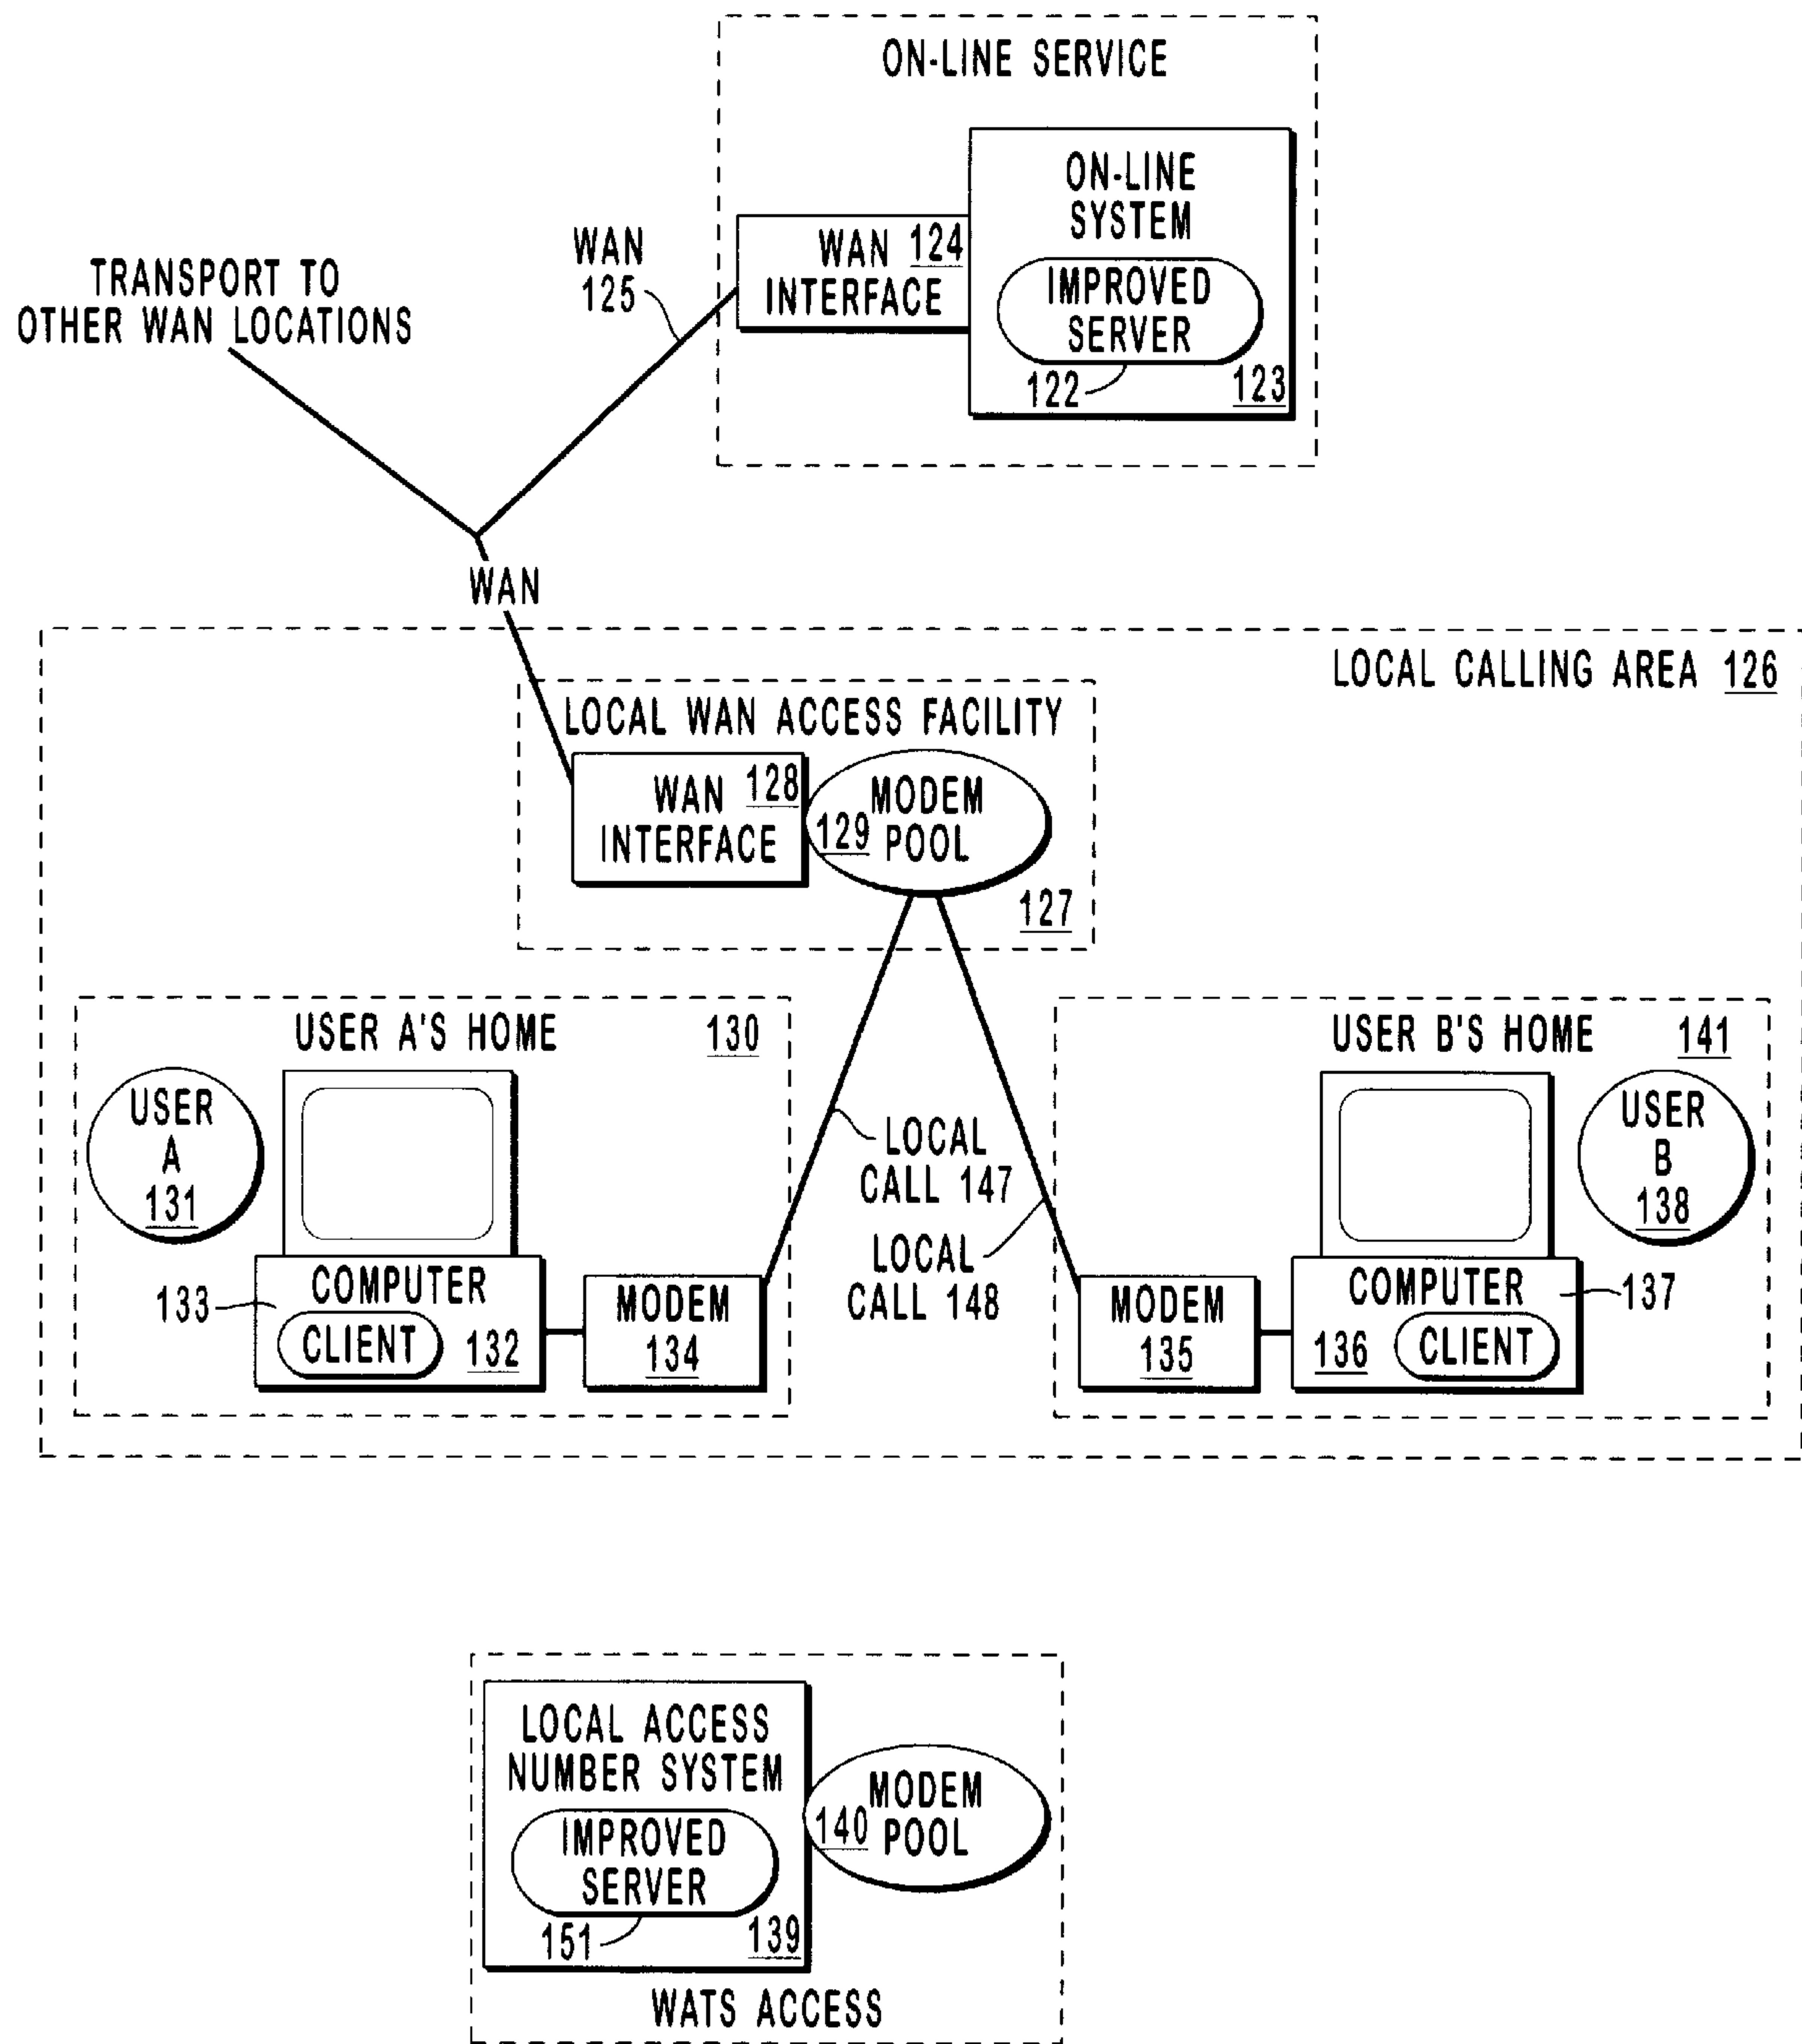 ON-LINE SERVICE
ON-LINE
SYSTEM
WAN 124
INTERFACE
IMPROVED
SERVER
122
123
WAN
125
TRANSPORT TO
OTHER WAN LOCATIONS
WAN
LOCAL CALLING AREA 126
LOCAL WAN ACCESS FACILITY
WAN 128
INTERFACE
MODEM
129 POOL
127
USER A'S HOME 130
USER
A
131
COMPUTER
133
CLIENT 132
MODEM
134
LOCAL
CALL 147
LOCAL
CALL 148
USER B'S HOME 141
USER
B
138
MODEM
135
COMPUTER
137
136 CLIENT
LOCAL ACCESS
NUMBER SYSTEM
IMPROVED
SERVER
151
139
MODEM
140 POOL
WATS ACCESS